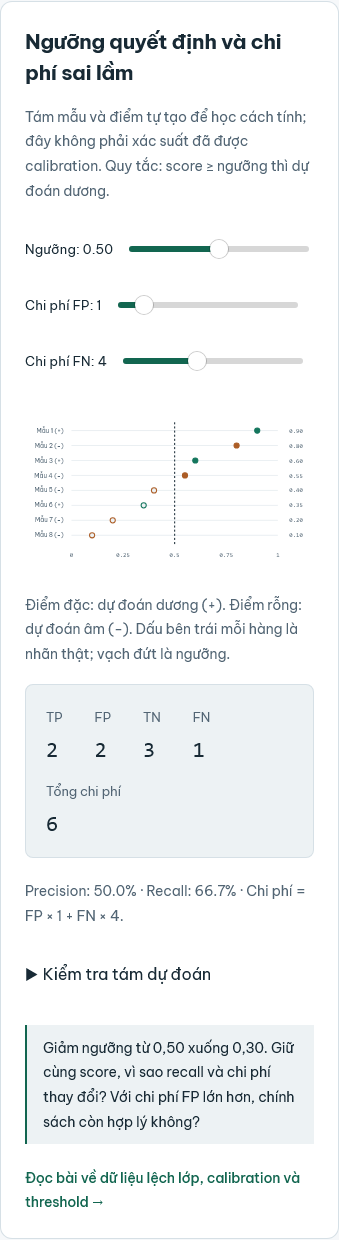 Ngưỡng quyết định và chi
phí sai lầm
Tám mẫu và điểm tự tạo để học cách tính;
đây không phải xác suất đã được
calibration. Quy tắc: score ≥ ngưỡng thì dự
đoán dương.
Ngưỡng: 0.50
Chi phí FP: 1
Chi phí FN: 4
Mẫu 1 (+) 0.90
Mẫu 2 (−) 0.80
Mẫu 3 (+) 0.60
Mẫu 4 (−) 0.55
Mẫu 5 (−) 0.40
Mẫu 6 (+) 0.35
Mẫu 7 (−) 0.20
Mẫu 8 (−) 0.10
0 0.25 0.5 0.75 1
Điểm đặc: dự đoán dương (+). Điểm rỗng:
dự đoán âm (−). Dấu bên trái mỗi hàng là
nhãn thật; vạch đứt là ngưỡng.
TP FP TN FN
2 2 3 1
Tổng chi phí
6
Precision: 50.0% · Recall: 66.7% · Chi phí =
FP × 1 + FN × 4.
▶ Kiểm tra tám dự đoán
Giảm ngưỡng từ 0,50 xuống 0,30. Giữ
cùng score, vì sao recall và chi phí
thay đổi? Với chi phí FP lớn hơn, chính
sách còn hợp lý không?
Đọc bài về dữ liệu lệch lớp, calibration và
threshold →